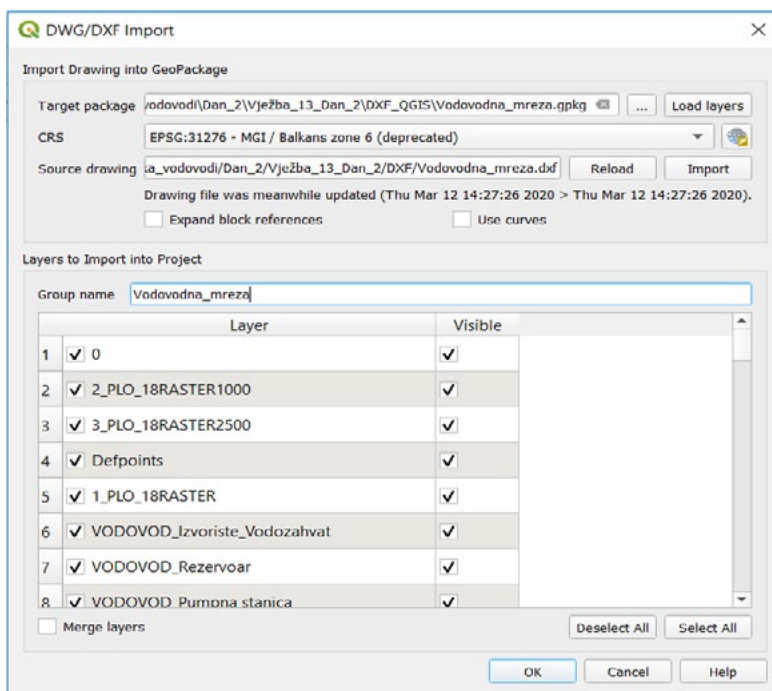 DWG/DXF Import
Import Drawing into GeoPackage
Target package vodovodi\Dan_2\Vježba_13_Dan_2\DXF_QGIS\Vodovodna_mreza.gpkg ... Load layers
CRS EPSG:31276 - MGI / Balkans zone 6 (deprecated)
Source drawing ka_vodovodi/Dan_2/Vježba_13_Dan_2/DXF/Vodovodna_mreza.dxf Reload Import
Drawing file was meanwhile updated (Thu Mar 12 14:27:26 2020 > Thu Mar 12 14:27:26 2020).
Expand block references Use curves
Layers to Import into Project
Group name Vodovodna_mreza
Layer Visible
1 0
2 2_PLO_18RASTER1000
3 3_PLO_18RASTER2500
4 Defpoints
5 1_PLO_18RASTER
6 VODOVOD_Izvoriste_Vodozahvat
7 VODOVOD_Rezervoar
8 VODOVOD_Pumpna stanica
Merge layers Deselect All Select All
OK Cancel Help